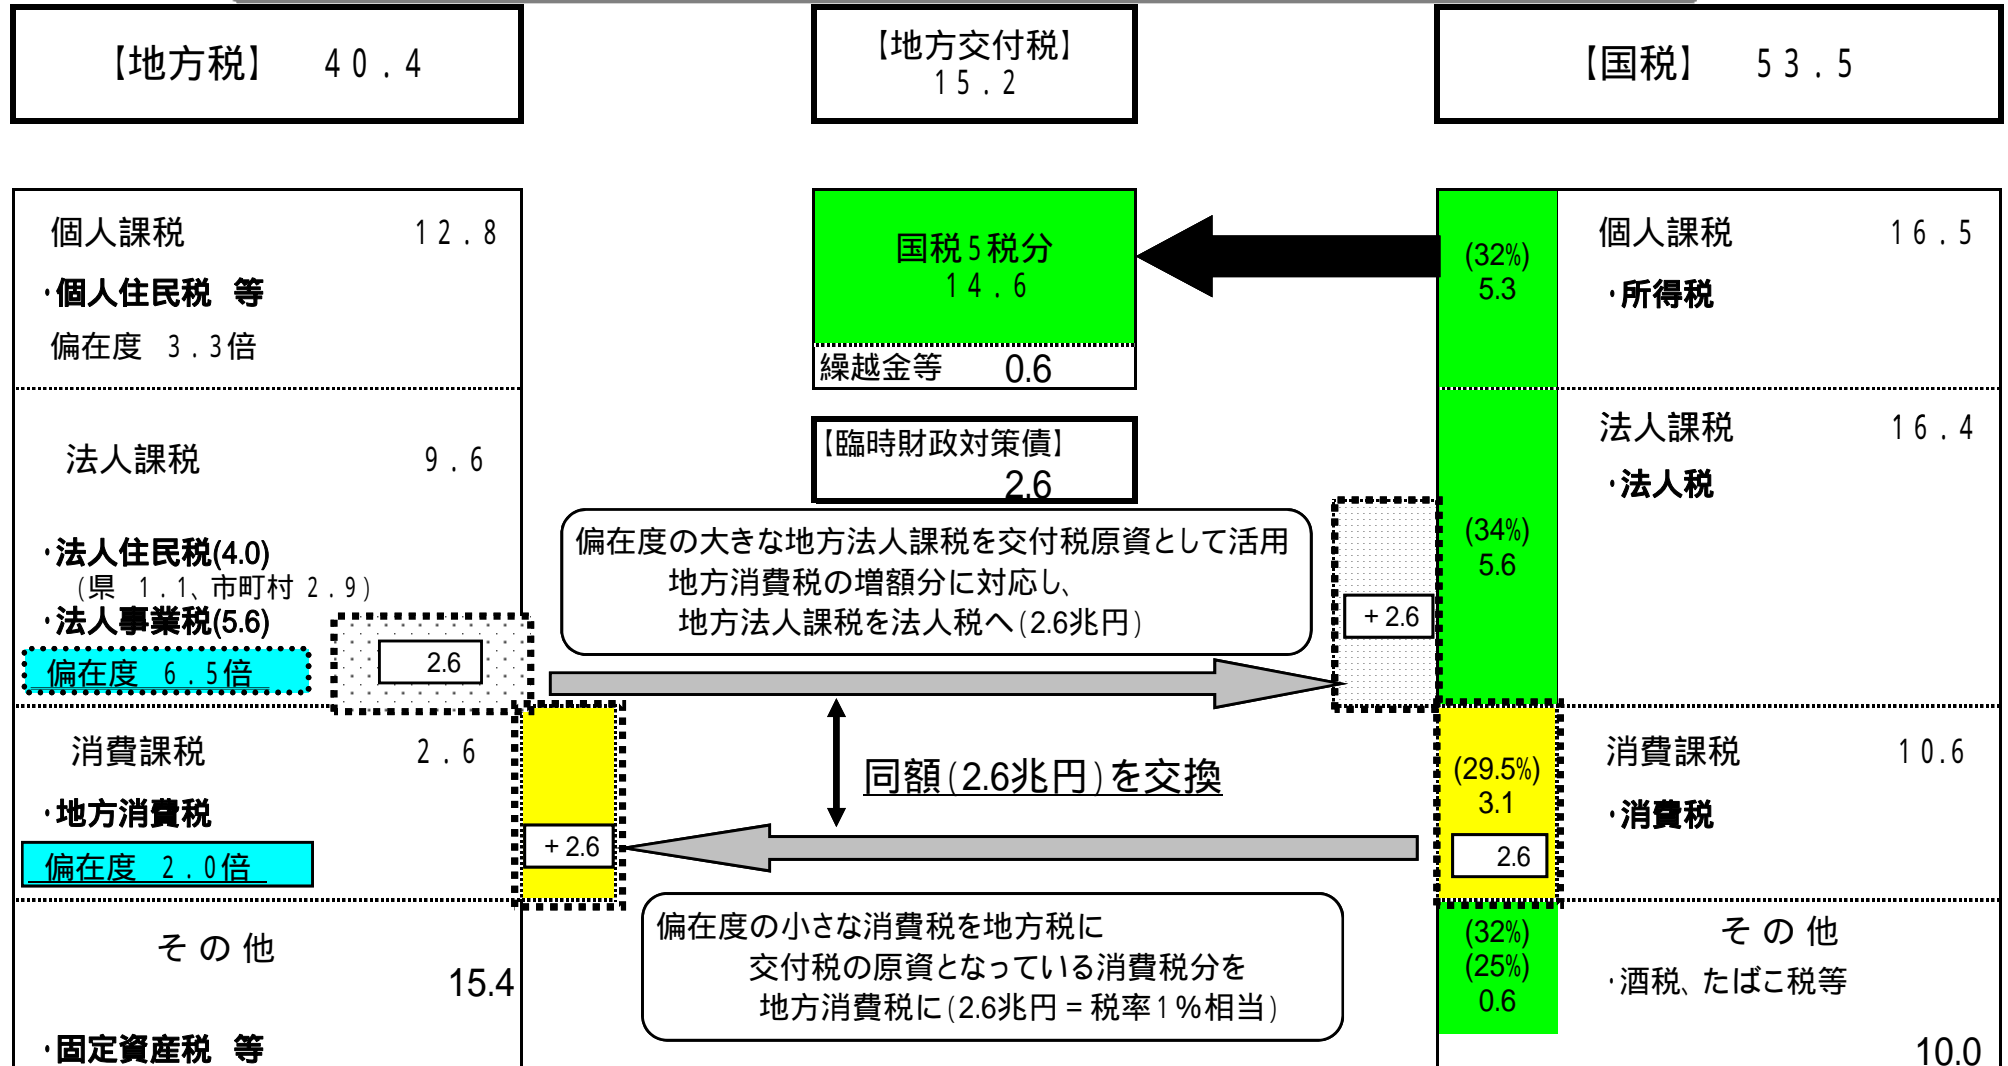 【地方税】 40.4
【地方交付税】
15.2
【国税】 53.5
個人課税 12.8
・個人住民税 等
偏在度 3.3倍
法人課税 9.6
・法人住民税(4.0)
(県 1.1、市町村 2.9)
・法人事業税(5.6)
偏在度 6.5倍
2.6
消費課税 2.6
・地方消費税
偏在度 2.0倍
+2.6
その他
15.4
・固定資産税 等
国税5税分
14.6
繰越金等 0.6
【臨時財政対策債】
2.6
偏在度の大きな地方法人課税を交付税原資として活用
地方消費税の増額分に対応し、
地方法人課税を法人税へ(2.6兆円)
同額(2.6兆円)を交換
偏在度の小さな消費税を地方税に
交付税の原資となっている消費税分を
地方消費税に(2.6兆円=税率1%相当)
+2.6
(32%)
5.3
(34%)
5.6
(29.5%)
3.1
2.6
(32%)
(25%)
0.6
個人課税 16.5
・所得税
法人課税 16.4
・法人税
消費課税 10.6
・消費税
その他
・酒税、たばこ税等
10.0